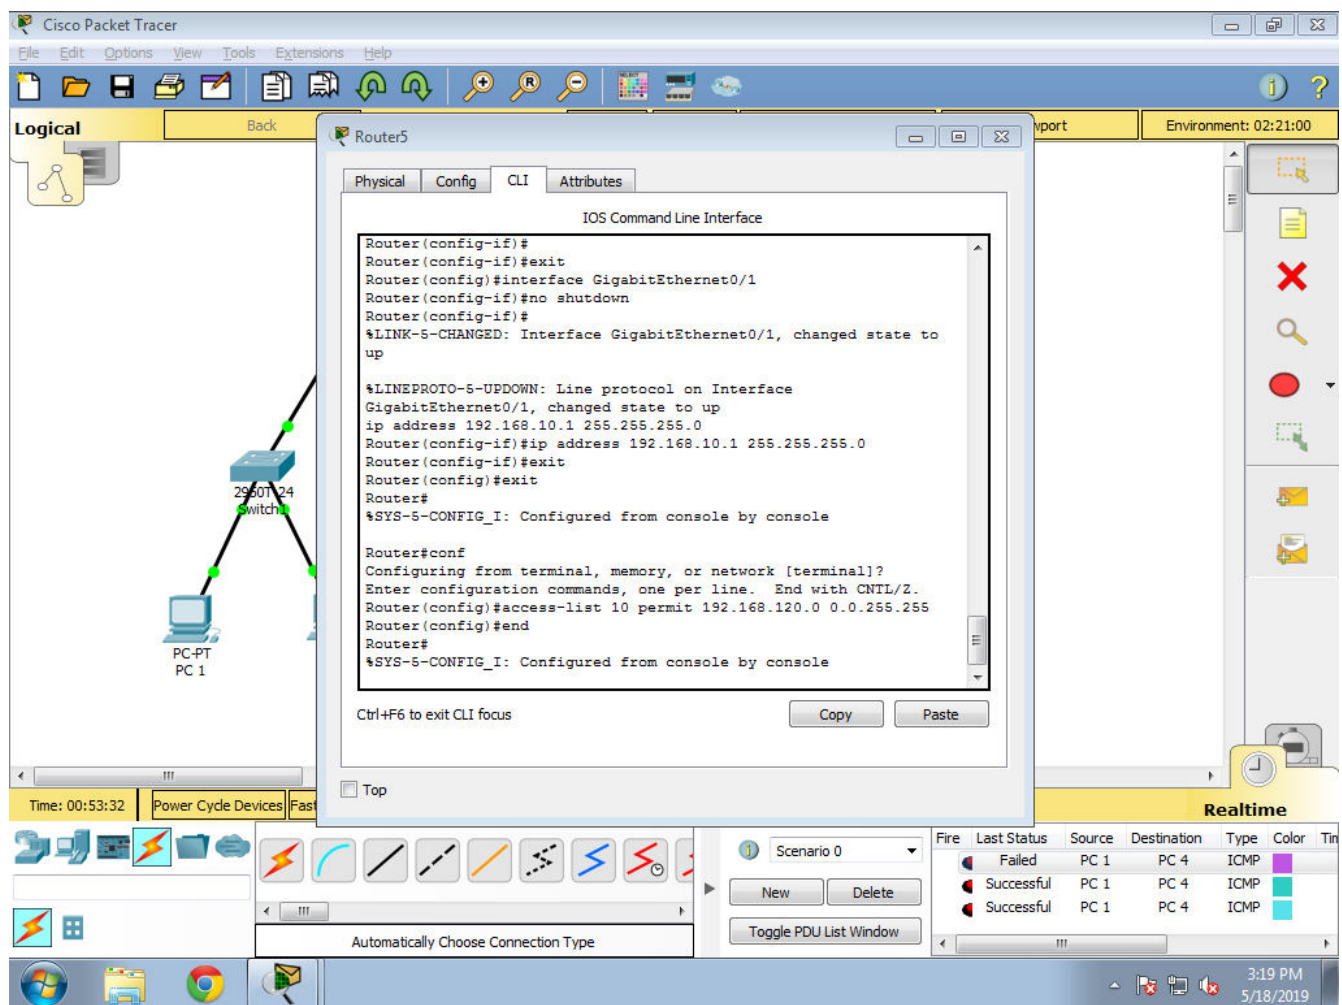 Cisco Packet Tracer
File Edit Options View Tools Extensions Help
Logical
Back
Environment: 02:21:00
Router5
Physical Config CLI Attributes
IOS Command Line Interface
Router(config-if)#
Router(config-if)#exit
Router(config)#interface GigabitEthernet0/1
Router(config-if)#no shutdown
Router(config-if)#
%LINK-5-CHANGED: Interface GigabitEthernet0/1, changed state to
up
%LINEPROTO-5-UPDOWN: Line protocol on Interface
GigabitEthernet0/1, changed state to up
ip address 192.168.10.1 255.255.255.0
Router(config-if)#ip address 192.168.10.1 255.255.255.0
Router(config-if)#exit
Router(config)#exit
Router#
%SYS-5-CONFIG_I: Configured from console by console
Router#conf
Configuring from terminal, memory, or network [terminal]?
Enter configuration commands, one per line.  End with CNTL/Z.
Router(config)#access-list 10 permit 192.168.120.0 0.0.255.255
Router(config)#end
Router#
%SYS-5-CONFIG_I: Configured from console by console
Ctrl+F6 to exit CLI focus
Copy Paste
Top
2960T-24
Switch1
PC-PT
PC 1
Time: 00:53:32 Power Cycle Devices Fast
Realtime
Scenario 0
New Delete
Toggle PDU List Window
Automatically Choose Connection Type
Fire Last Status Source Destination Type Color Tim
Failed PC 1 PC 4 ICMP
Successful PC 1 PC 4 ICMP
Successful PC 1 PC 4 ICMP
3:19 PM
5/18/2019